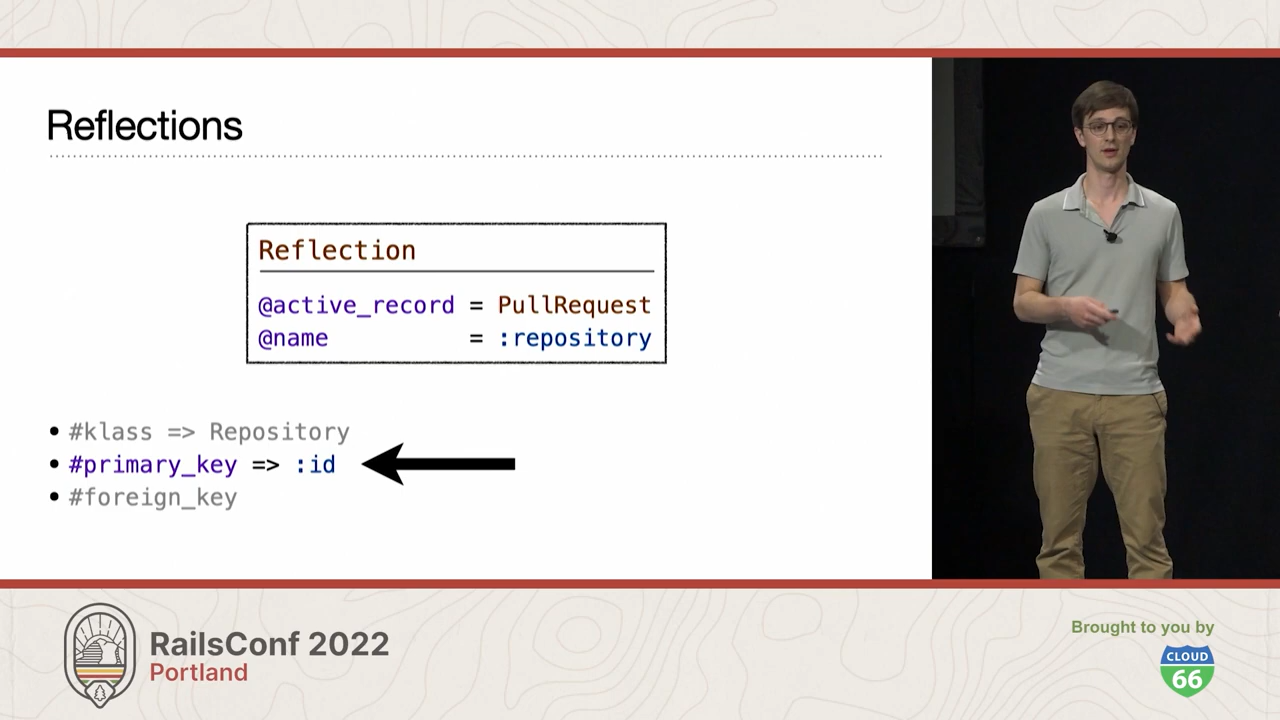 Reflections
Reflection
@active_record = PullRequest
@name = :repository
• #klass => Repository
• #primary_key => :id
• #foreign_key
RailsConf 2022
Portland
Brought to you by
CLOUD
66